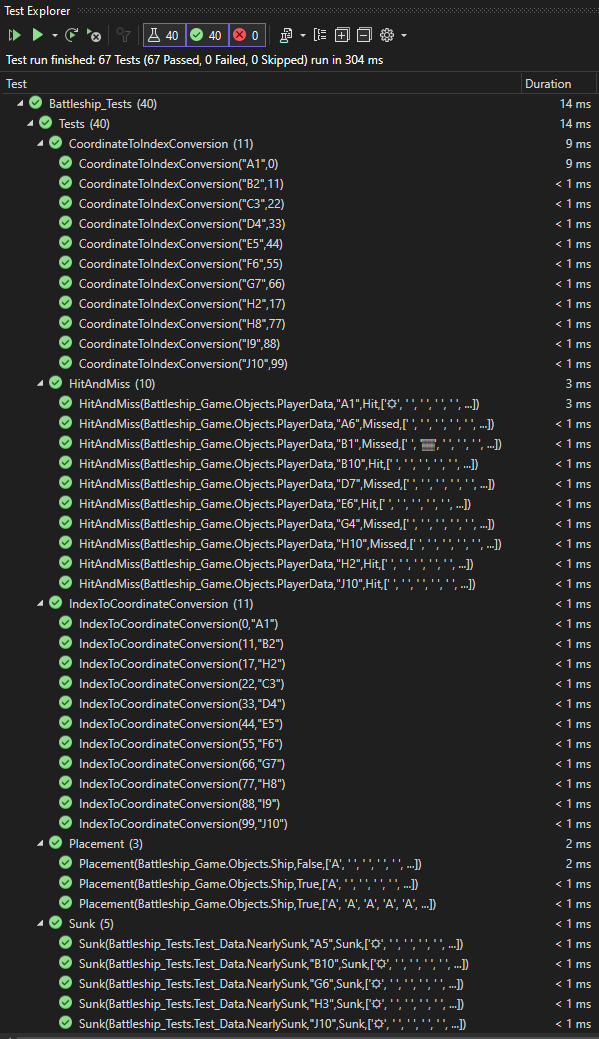 Test Explorer
40 40 0
Test run finished: 67 Tests (67 Passed, 0 Failed, 0 Skipped) run in 304 ms
Test Duration
Battleship_Tests (40) 14 ms
Tests (40) 14 ms
CoordinateToIndexConversion (11) 9 ms
CoordinateToIndexConversion("A1",0) 9 ms
CoordinateToIndexConversion("B2",11) < 1 ms
CoordinateToIndexConversion("C3",22) < 1 ms
CoordinateToIndexConversion("D4",33) < 1 ms
CoordinateToIndexConversion("E5",44) < 1 ms
CoordinateToIndexConversion("F6",55) < 1 ms
CoordinateToIndexConversion("G7",66) < 1 ms
CoordinateToIndexConversion("H2",17) < 1 ms
CoordinateToIndexConversion("H8",77) < 1 ms
CoordinateToIndexConversion("I9",88) < 1 ms
CoordinateToIndexConversion("J10",99) < 1 ms
HitAndMiss (10) 3 ms
HitAndMiss(Battleship_Game.Objects.PlayerData,"A1",Hit,['☼', ' ', ' ', ' ', ' ', ...]) 3 ms
HitAndMiss(Battleship_Game.Objects.PlayerData,"A6",Missed,[' ', ' ', ' ', ' ', ' ', ...]) < 1 ms
HitAndMiss(Battleship_Game.Objects.PlayerData,"B1",Missed,[' ', '▒', ' ', ' ', ' ', ...]) < 1 ms
HitAndMiss(Battleship_Game.Objects.PlayerData,"B10",Hit,[' ', ' ', ' ', ' ', ' ', ...]) < 1 ms
HitAndMiss(Battleship_Game.Objects.PlayerData,"D7",Missed,[' ', ' ', ' ', ' ', ' ', ...]) < 1 ms
HitAndMiss(Battleship_Game.Objects.PlayerData,"E6",Hit,[' ', ' ', ' ', ' ', ' ', ...]) < 1 ms
HitAndMiss(Battleship_Game.Objects.PlayerData,"G4",Missed,[' ', ' ', ' ', ' ', ' ', ...]) < 1 ms
HitAndMiss(Battleship_Game.Objects.PlayerData,"H10",Missed,[' ', ' ', ' ', ' ', ' ', ...]) < 1 ms
HitAndMiss(Battleship_Game.Objects.PlayerData,"H2",Hit,[' ', ' ', ' ', ' ', ' ', ...]) < 1 ms
HitAndMiss(Battleship_Game.Objects.PlayerData,"J10",Hit,[' ', ' ', ' ', ' ', ' ', ...]) < 1 ms
IndexToCoordinateConversion (11) < 1 ms
IndexToCoordinateConversion(0,"A1") < 1 ms
IndexToCoordinateConversion(11,"B2") < 1 ms
IndexToCoordinateConversion(17,"H2") < 1 ms
IndexToCoordinateConversion(22,"C3") < 1 ms
IndexToCoordinateConversion(33,"D4") < 1 ms
IndexToCoordinateConversion(44,"E5") < 1 ms
IndexToCoordinateConversion(55,"F6") < 1 ms
IndexToCoordinateConversion(66,"G7") < 1 ms
IndexToCoordinateConversion(77,"H8") < 1 ms
IndexToCoordinateConversion(88,"I9") < 1 ms
IndexToCoordinateConversion(99,"J10") < 1 ms
Placement (3) 2 ms
Placement(Battleship_Game.Objects.Ship,False,['A', ' ', ' ', ' ', ' ', ...]) 2 ms
Placement(Battleship_Game.Objects.Ship,True,['A', ' ', ' ', ' ', ' ', ...]) < 1 ms
Placement(Battleship_Game.Objects.Ship,True,['A', 'A', 'A', 'A', 'A', ...]) < 1 ms
Sunk (5) < 1 ms
Sunk(Battleship_Tests.Test_Data.NearlySunk,"A5",Sunk,['☼', ' ', ' ', ' ', ' ', ...]) < 1 ms
Sunk(Battleship_Tests.Test_Data.NearlySunk,"B10",Sunk,['☼', ' ', ' ', ' ', ' ', ...]) < 1 ms
Sunk(Battleship_Tests.Test_Data.NearlySunk,"G6",Sunk,['☼', ' ', ' ', ' ', ' ', ...]) < 1 ms
Sunk(Battleship_Tests.Test_Data.NearlySunk,"H3",Sunk,['☼', ' ', ' ', ' ', ' ', ...]) < 1 ms
Sunk(Battleship_Tests.Test_Data.NearlySunk,"J10",Sunk,['☼', ' ', ' ', ' ', ' ', ...]) < 1 ms